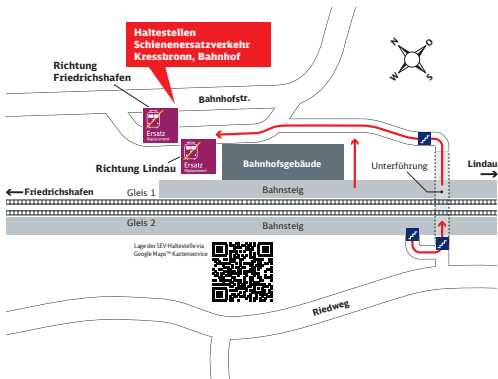 Haltestellen
Schienenersatzverkehr
Kressbronn, Bahnhof
N
O
W
S
Richtung
Friedrichshafen
Bahnhofstr.
Ersatz
Replacement
Ersatz
Replacement
Richtung Lindau
Bahnhofsgebäude
Unterführung
Lindau
Friedrichshafen
Gleis 1
Bahnsteig
Gleis 2
Bahnsteig
Lage der SEV-Haltestelle via
Google Maps™-Kartenservice
Riedweg